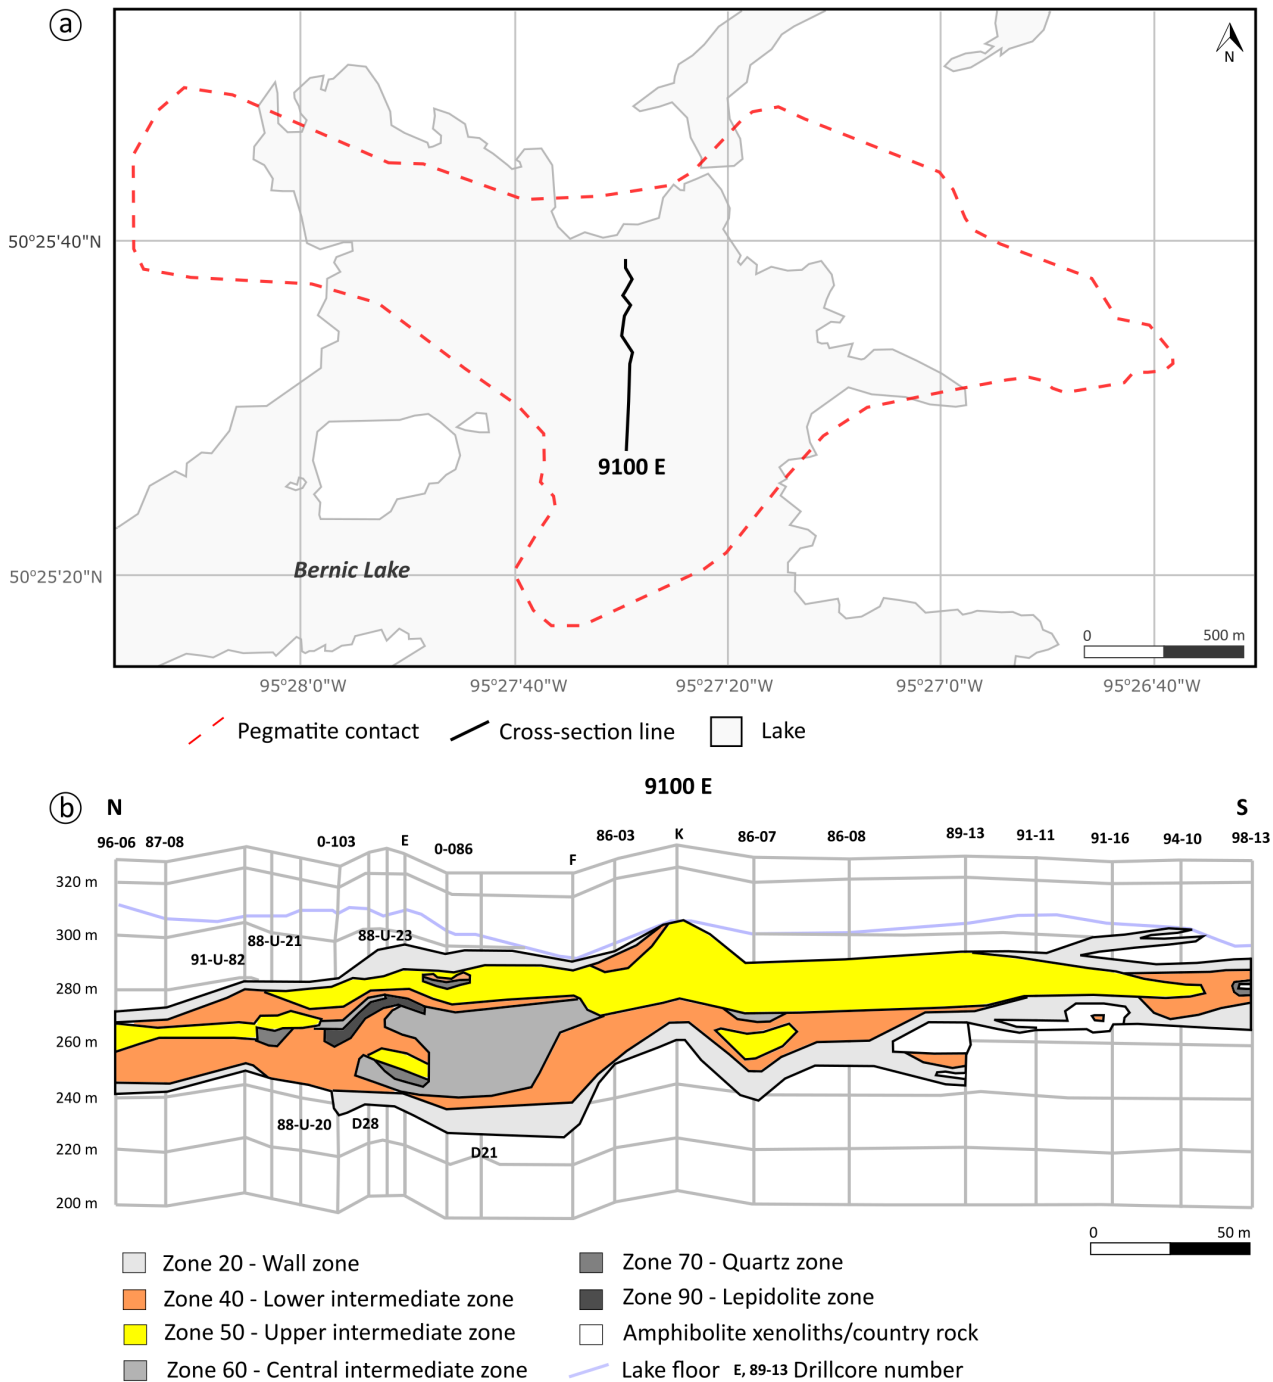 a
N
50°25'40"N
9100 E
50°25'20"N
Bernic Lake
0 500 m
95°28'0"W 95°27'40"W 95°27'20"W 95°27'0"W 95°26'40"W
Pegmatite contact Cross-section line Lake
9100 E
b N S
96-06 87-08 0-103 E 0-086 F 86-03 K 86-07 86-08 89-13 91-11 91-16 94-10 98-13
320 m
300 m
88-U-21 88-U-23
91-U-82
280 m
260 m
240 m
88-U-20 D28
220 m
D21
200 m
0 50 m
Zone 20 - Wall zone
Zone 40 - Lower intermediate zone
Zone 50 - Upper intermediate zone
Zone 60 - Central intermediate zone
Zone 70 - Quartz zone
Zone 90 - Lepidolite zone
Amphibolite xenoliths/country rock
Lake floor E, 89-13 Drillcore number